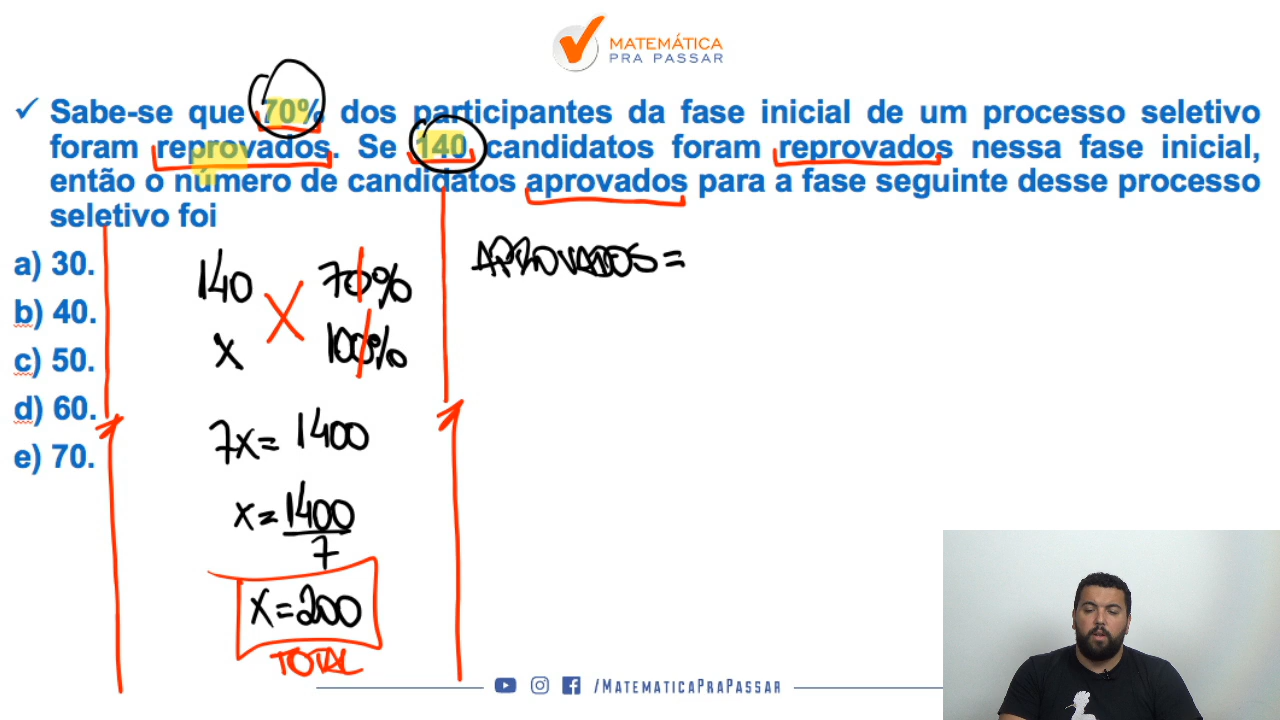 MATEMÁTICA
PRA PASSAR
✓ Sabe-se que 70% dos participantes da fase inicial de um processo seletivo
foram reprovados. Se 140 candidatos foram reprovados nessa fase inicial,
então o número de candidatos aprovados para a fase seguinte desse processo
seletivo foi
a) 30.
b) 40.
c) 50.
d) 60.
e) 70.
140 70%
x 100%
7x = 1400
x = 1400
7
x = 200
TOTAL
APROVADOS =
/MATEMATICAPRAPASSAR